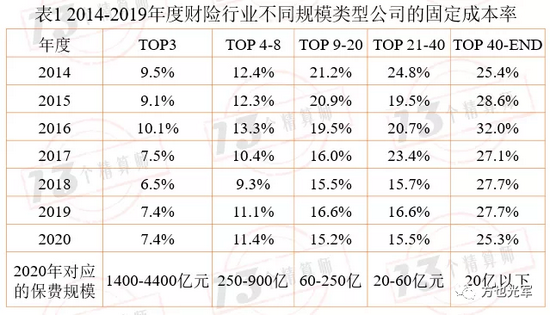 表1 2014-2019年度财险行业不同规模类型公司的固定成本率
年度 TOP3 TOP 4-8 TOP 9-20 TOP 21-40 TOP 40-END
2014 9.5% 12.4% 21.2% 24.8% 25.4%
2015 9.1% 12.3% 20.9% 19.5% 28.6%
2016 10.1% 13.3% 19.5% 20.7% 32.0%
2017 7.5% 10.4% 16.0% 23.4% 27.1%
2018 6.5% 9.3% 15.5% 15.7% 27.7%
2019 7.4% 11.1% 16.6% 16.6% 27.7%
2020 7.4% 11.4% 15.2% 15.5% 25.3%
2020年对应
的保费规模 1400-4400亿元 250-900亿 60-250亿 20-60亿元 20亿以下
13个精算师
万也光军